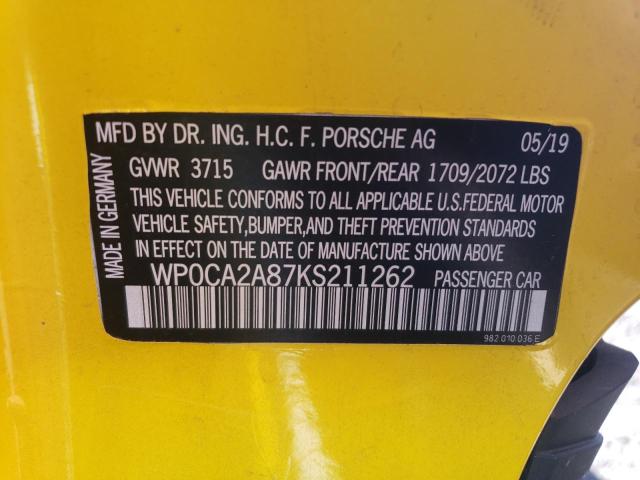 MFD BY DR. ING. H.C. F. PORSCHE AG 05/19
GVWR 3715 GAWR FRONT/REAR 1709/2072 LBS
THIS VEHICLE CONFORMS TO ALL APPLICABLE U.S.FEDERAL MOTOR
VEHICLE SAFETY,BUMPER,AND THEFT PREVENTION STANDARDS
IN EFFECT ON THE DATE OF MANUFACTURE SHOWN ABOVE.
WP0CA2A87KS211262 PASSENGER CAR
982.010.036.E
MADE IN GERMANY